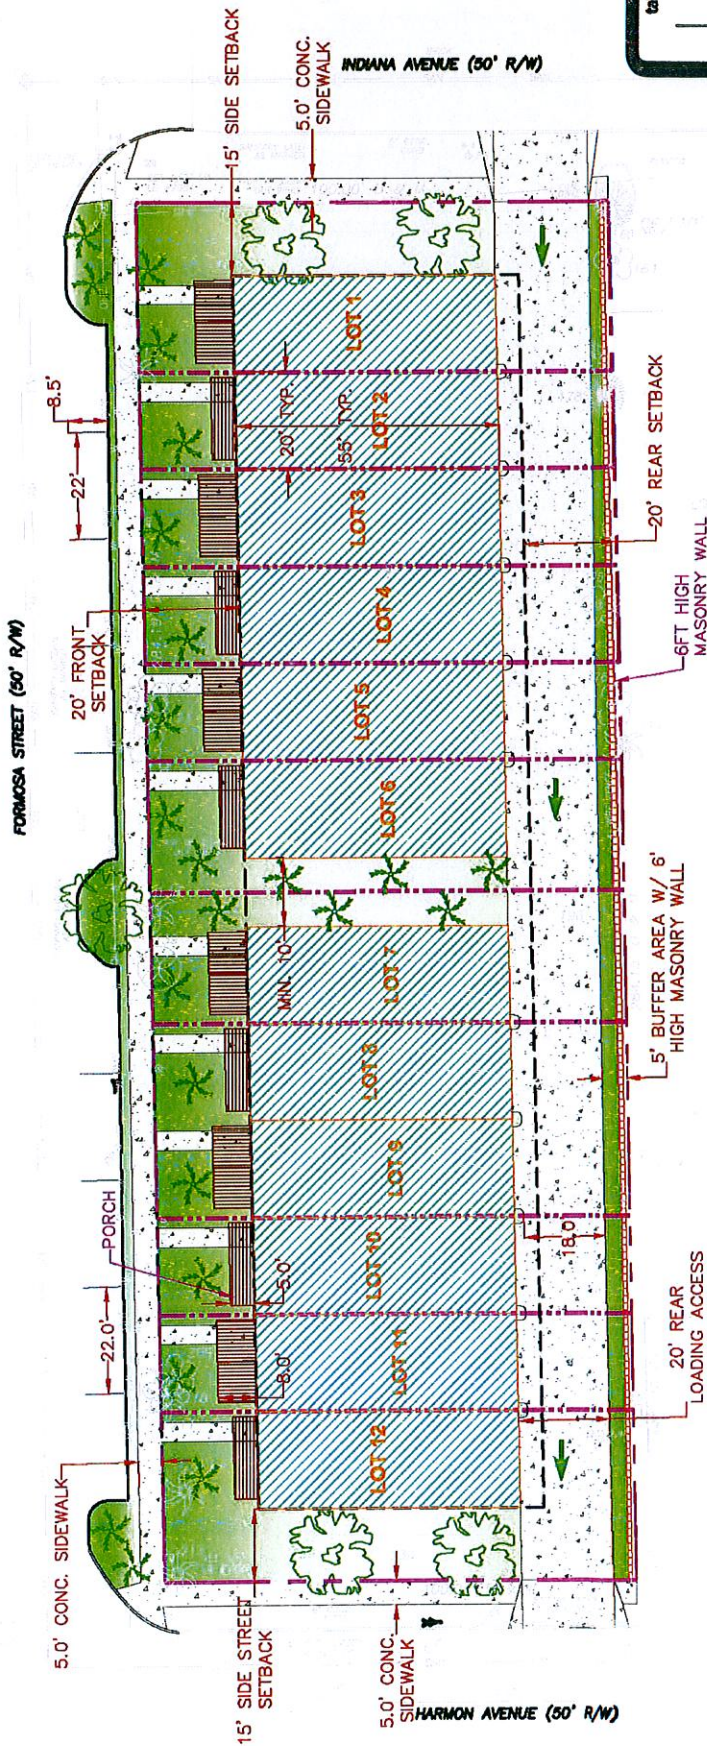 FORMOSA STREET (50' R/W)
INDIANA AVENUE (50' R/W)
HARMON AVENUE (50' R/W)
5.0' CONC. SIDEWALK
22.0'
PORCH
8.5'
22'
20' FRONT
SETBACK
15' SIDE SETBACK
5.0' CONC.
SIDEWALK
8.0'
5.0'
MIN. 10'
20' TYP.
55' TYP.
LOT 12
LOT 11
LOT 10
LOT 9
LOT 8
LOT 7
LOT 6
LOT 5
LOT 4
LOT 3
LOT 2
LOT 1
15' SIDE STREET
SETBACK
5.0' CONC.
SIDEWALK
18.0'
20' REAR
LOADING ACCESS
5' BUFFER AREA W/ 6'
HIGH MASONRY WALL
6FT HIGH
MASONRY WALL
20' REAR SETBACK
ta